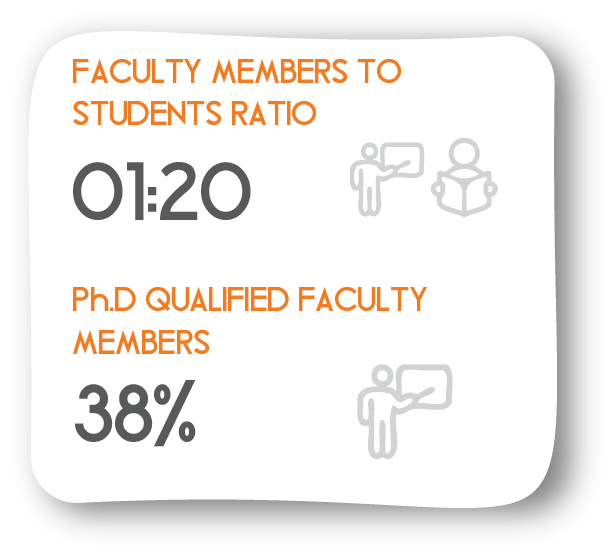 FACULTY MEMBERS TO
STUDENTS RATIO
01:20
Ph.D QUALIFIED FACULTY
MEMBERS
38%